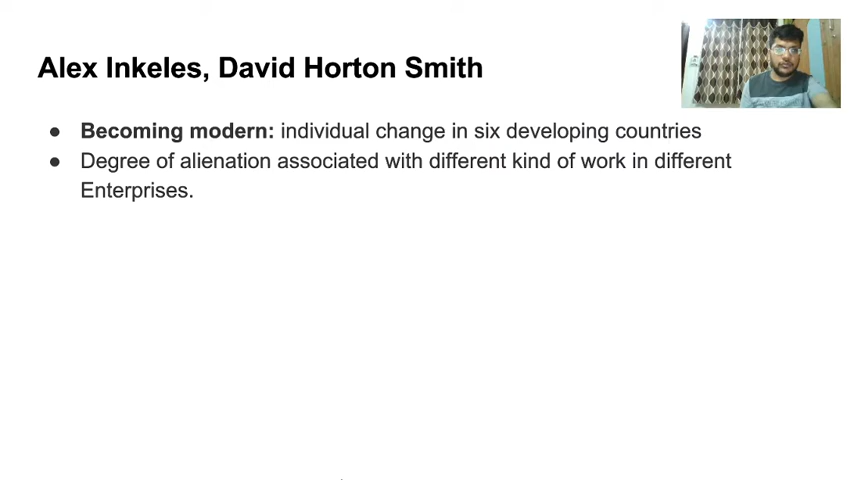 Alex Inkeles, David Horton Smith
● Becoming modern: individual change in six developing countries
● Degree of alienation associated with different kind of work in different
Enterprises.